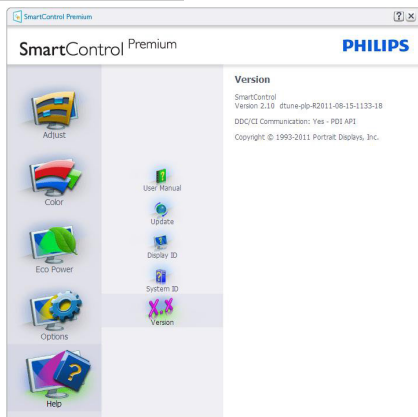 SmartControl Premium
SmartControl Premium
PHILIPS
Adjust
Color
Eco Power
Options
Help
User Manual
Update
Display ID
System ID
X.X
Version
Version
SmartControl
Version 2.10 dtune-plp-R2011-08-15-1133-18
DDC/CI Communication: Yes - PDI API
Copyright © 1993-2011 Portrait Displays, Inc.